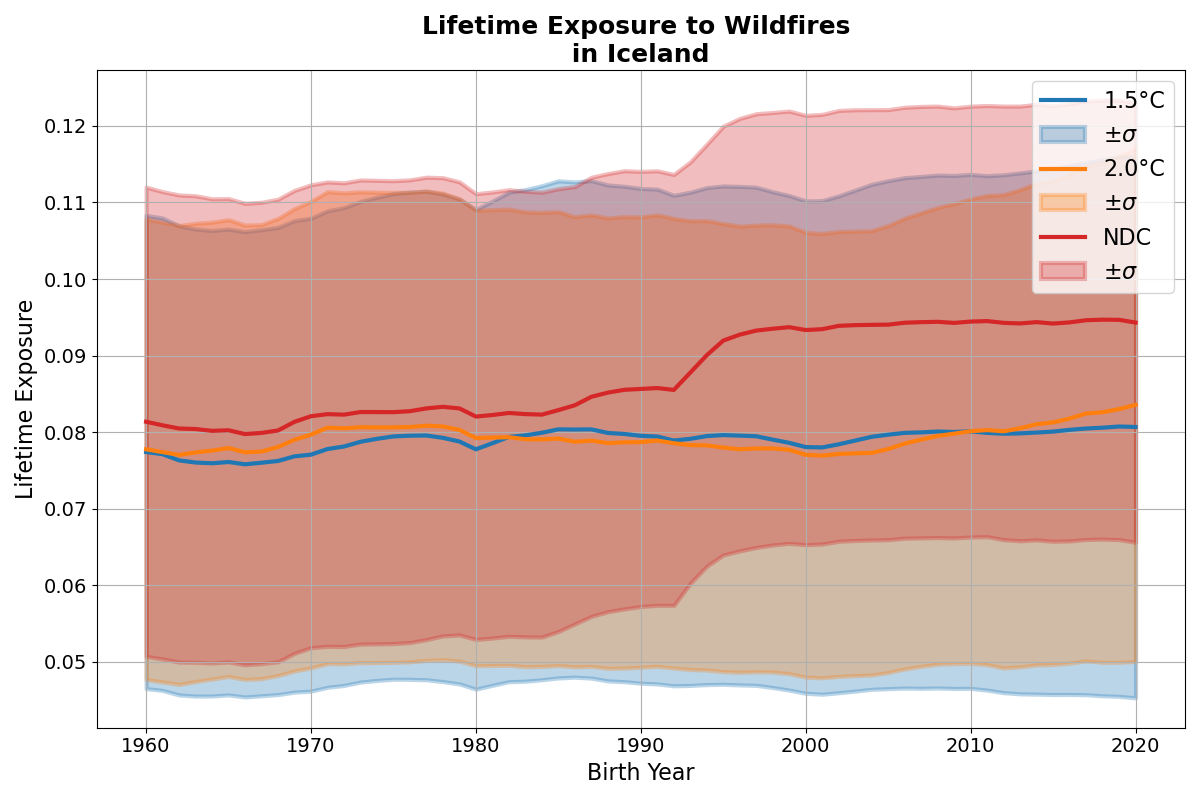 Lifetime Exposure to Wildfires
in Iceland
Lifetime Exposure
0.12
0.11
0.10
0.09
0.08
0.07
0.06
0.05
1960
1970
1980
1990
2000
2010
2020
Birth Year
1.5°C
±σ
2.0°C
±σ
NDC
±σ